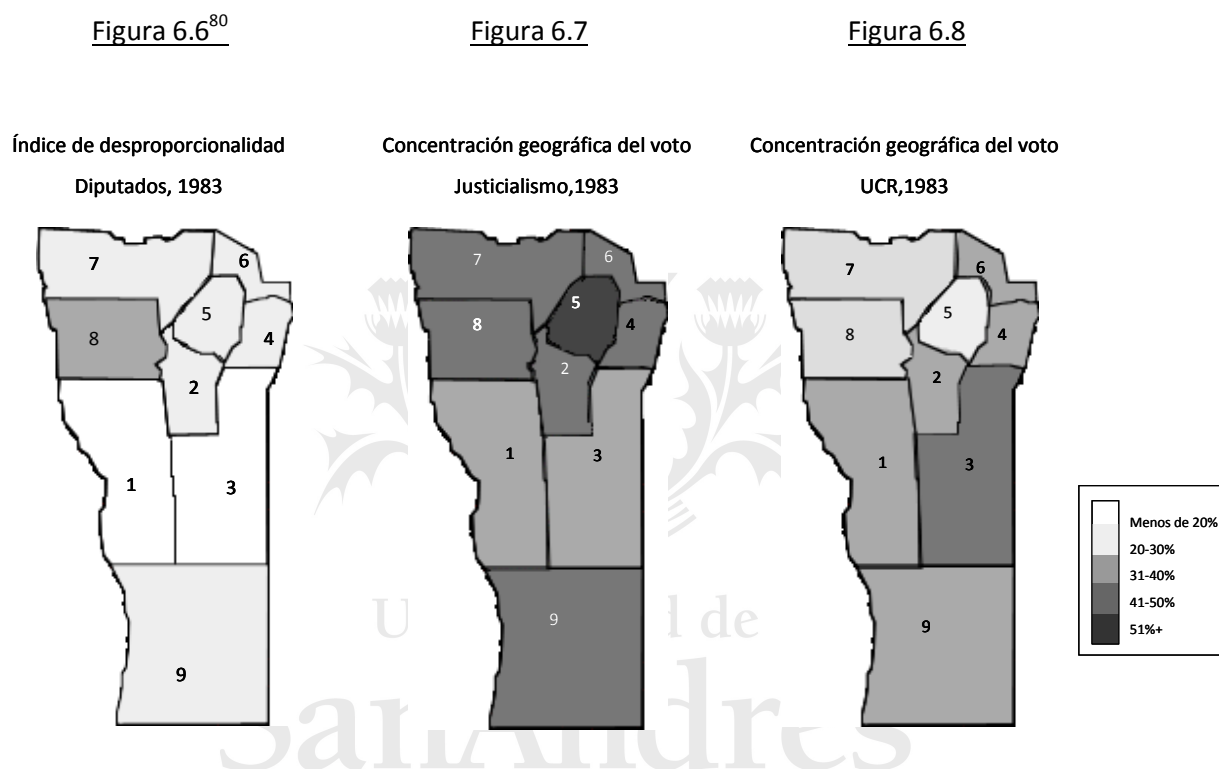 Figura 6.6⁸⁰
Figura 6.7
Figura 6.8
Índice de desproporcionalidad
Diputados, 1983
Concentración geográfica del voto
Justicialismo,1983
Concentración geográfica del voto
UCR,1983
7
6
5
8
4
2
1
3
9
7
6
5
8
4
2
1
3
9
7
6
5
8
4
2
1
3
9
Menos de 20%
20-30%
31-40%
41-50%
51%+
U d de
SanAndres